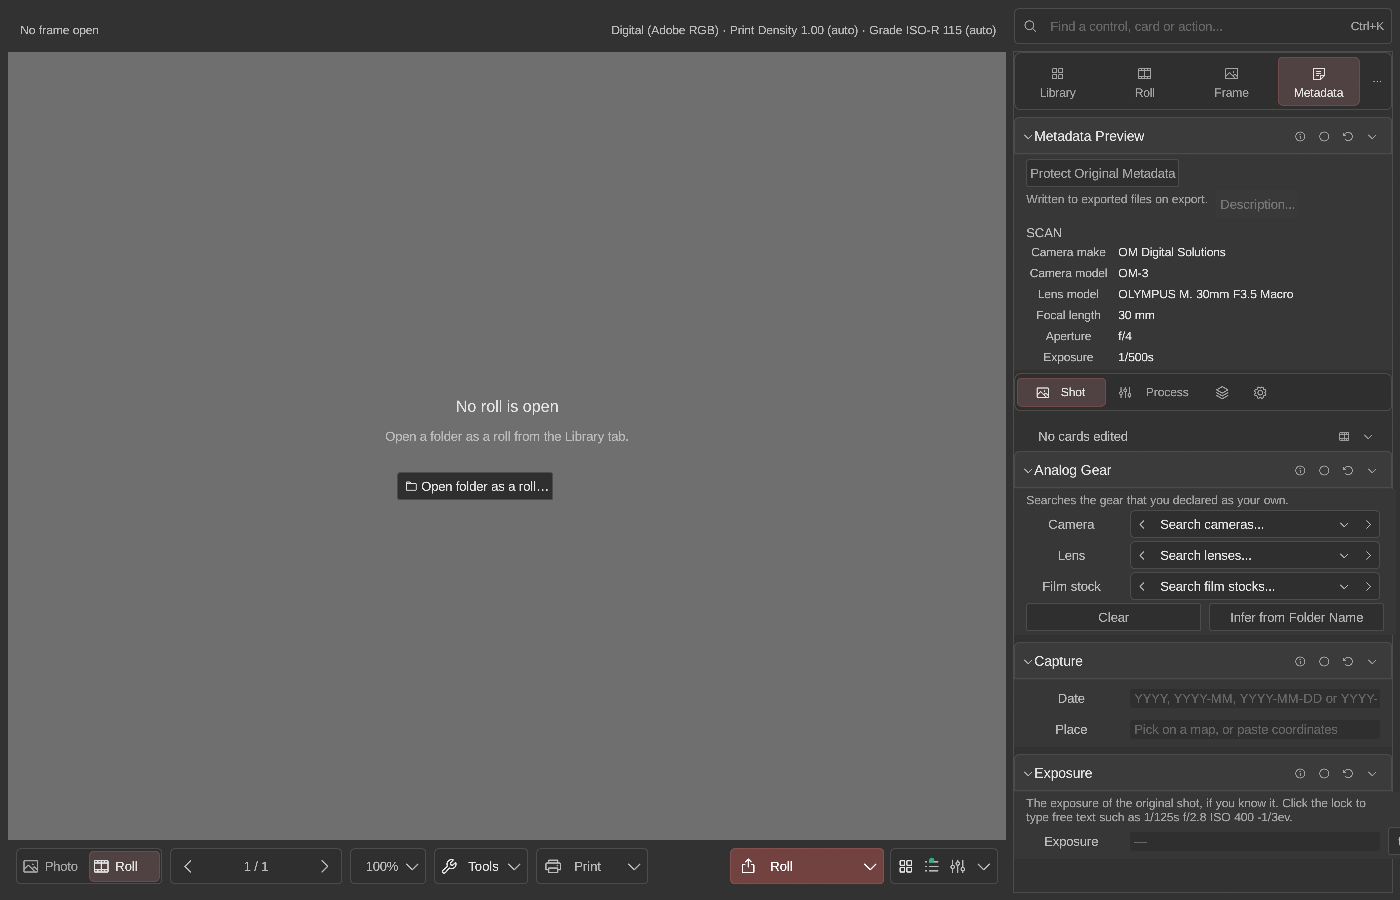 No frame open
Digital (Adobe RGB) · Print Density 1.00 (auto) · Grade ISO-R 115 (auto)
Find a control, card or action...
Ctrl+K
Library
Roll
Frame
Metadata
...
Metadata Preview
Protect Original Metadata
Written to exported files on export.
Description...
SCAN
Camera make OM Digital Solutions
Camera model OM-3
Lens model OLYMPUS M. 30mm F3.5 Macro
Focal length 30 mm
Aperture f/4
Exposure 1/500s
Shot
Process
No cards edited
Analog Gear
Searches the gear that you declared as your own.
Camera Search cameras...
Lens Search lenses...
Film stock Search film stocks...
Clear
Infer from Folder Name
Capture
Date YYYY, YYYY-MM, YYYY-MM-DD or YYYY-
Place Pick on a map, or paste coordinates
Exposure
The exposure of the original shot, if you know it. Click the lock to
type free text such as 1/125s f/2.8 ISO 400 -1/3ev.
Exposure —
No roll is open
Open a folder as a roll from the Library tab.
Open folder as a roll...
Photo
Roll
1 / 1
100%
Tools
Print
Roll